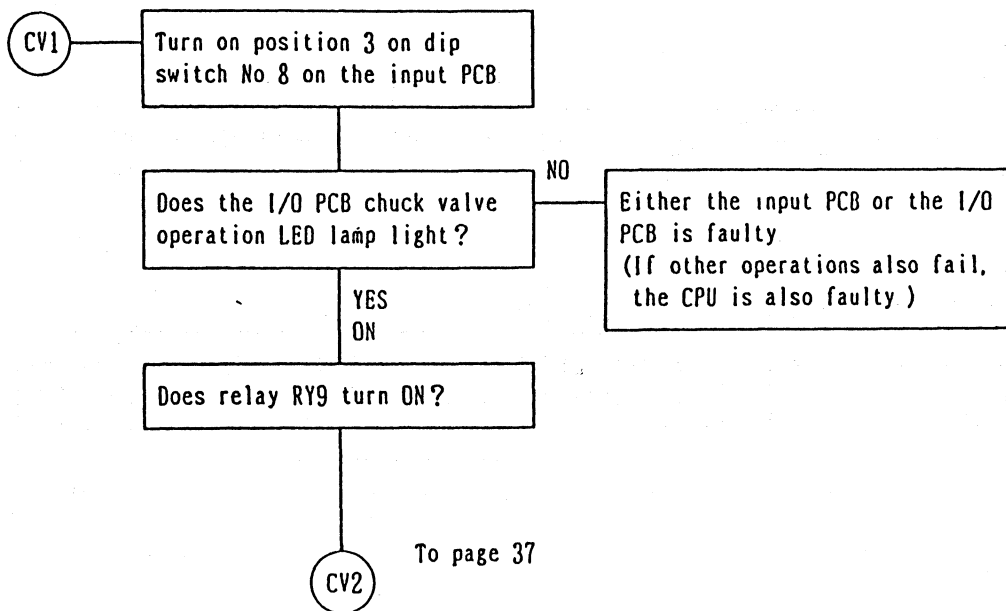 CV1
Turn on position 3 on dip
switch No 8 on the input PCB
Does the I/O PCB chuck valve
operation LED lamp light?
NO
Either the input PCB or the I/O
PCB is faulty
(If other operations also fail,
the CPU is also faulty)
YES
ON
Does relay RY9 turn ON?
To page 37
CV2